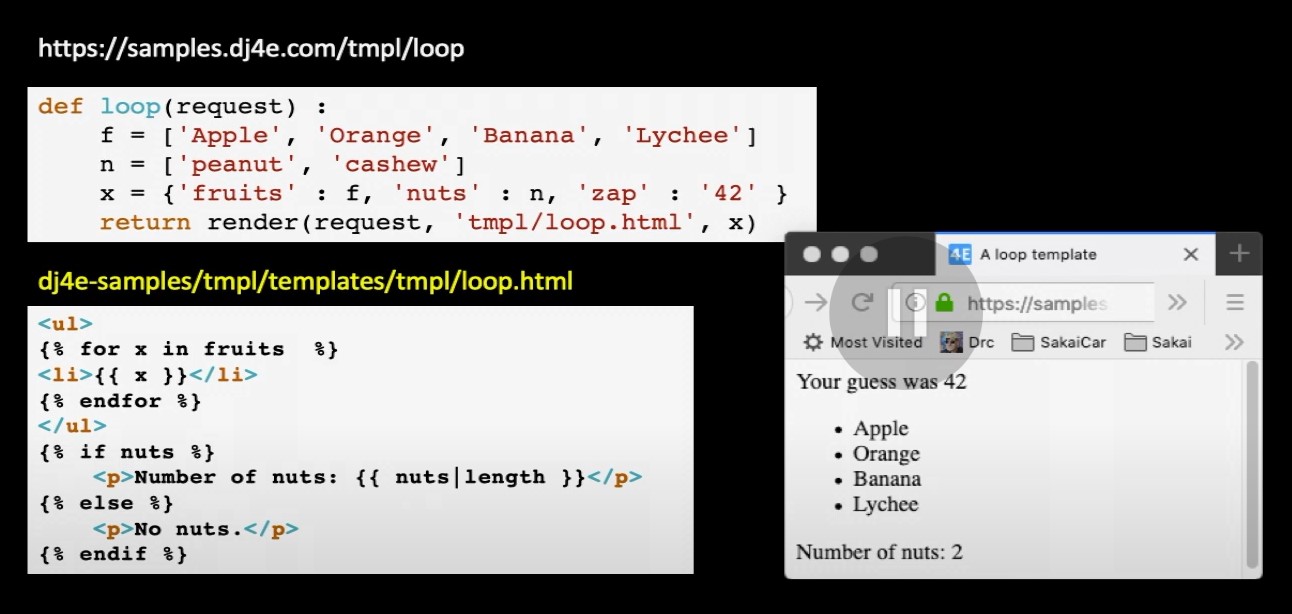 https://samples.dj4e.com/tmpl/loop
def loop(request) :
    f = ['Apple', 'Orange', 'Banana', 'Lychee']
    n = ['peanut', 'cashew']
    x = {'fruits' : f, 'nuts' : n, 'zap' : '42' }
    return render(request, 'tmpl/loop.html', x)
dj4e-samples/tmpl/templates/tmpl/loop.html
<ul>
{% for x in fruits  %}
<li>{{ x }}</li>
{% endfor %}
</ul>
{% if nuts %}
    <p>Number of nuts: {{ nuts|length }}</p>
{% else %}
    <p>No nuts.</p>
{% endif %}
4E A loop template
https://samples
Most Visited Drc SakaiCar Sakai
Your guess was 42
• Apple
• Orange
• Banana
• Lychee
Number of nuts: 2